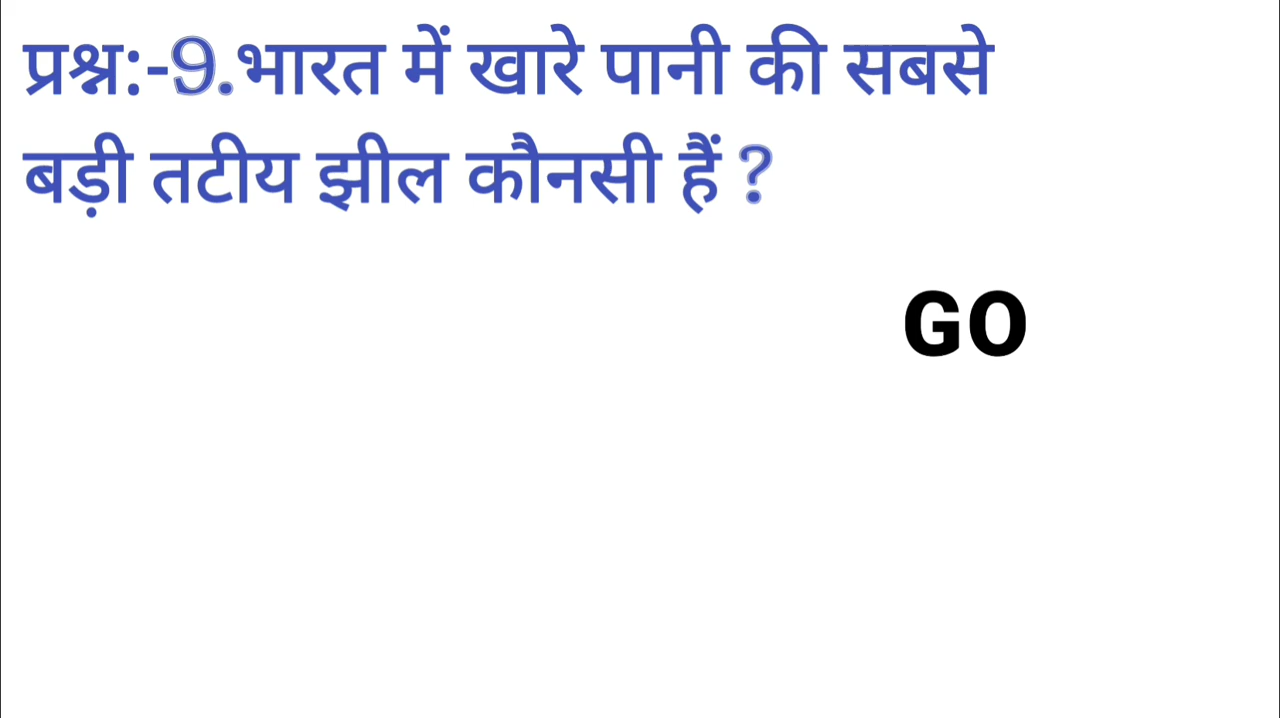 प्रश्न:-9.भारत में खारे पानी की सबसे
बड़ी तटीय झील कौनसी हैं ?
GO